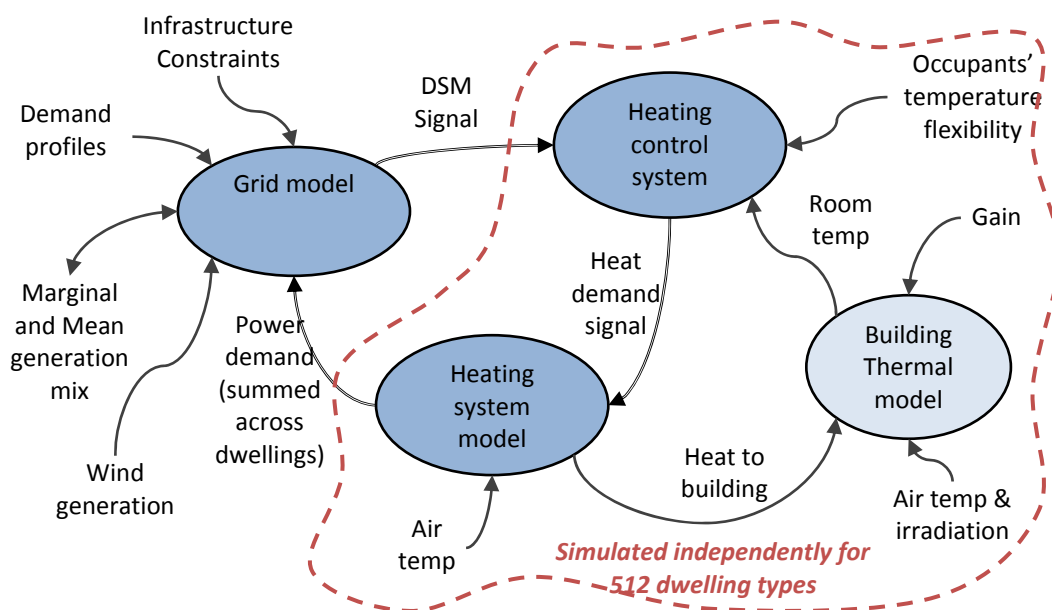 Infrastructure
Constraints
Demand
profiles
DSM
Signal
Grid model
Heating
control
system
Occupants’
temperature
flexibility
Room
temp
Gain
Marginal
and Mean
generation
mix
Wind
generation
Power
demand
(summed
across
dwellings)
Heat
demand
signal
Heating
system
model
Building
Thermal
model
Heat to
building
Air
temp
Air temp &
irradiation
Simulated independently for
512 dwelling types